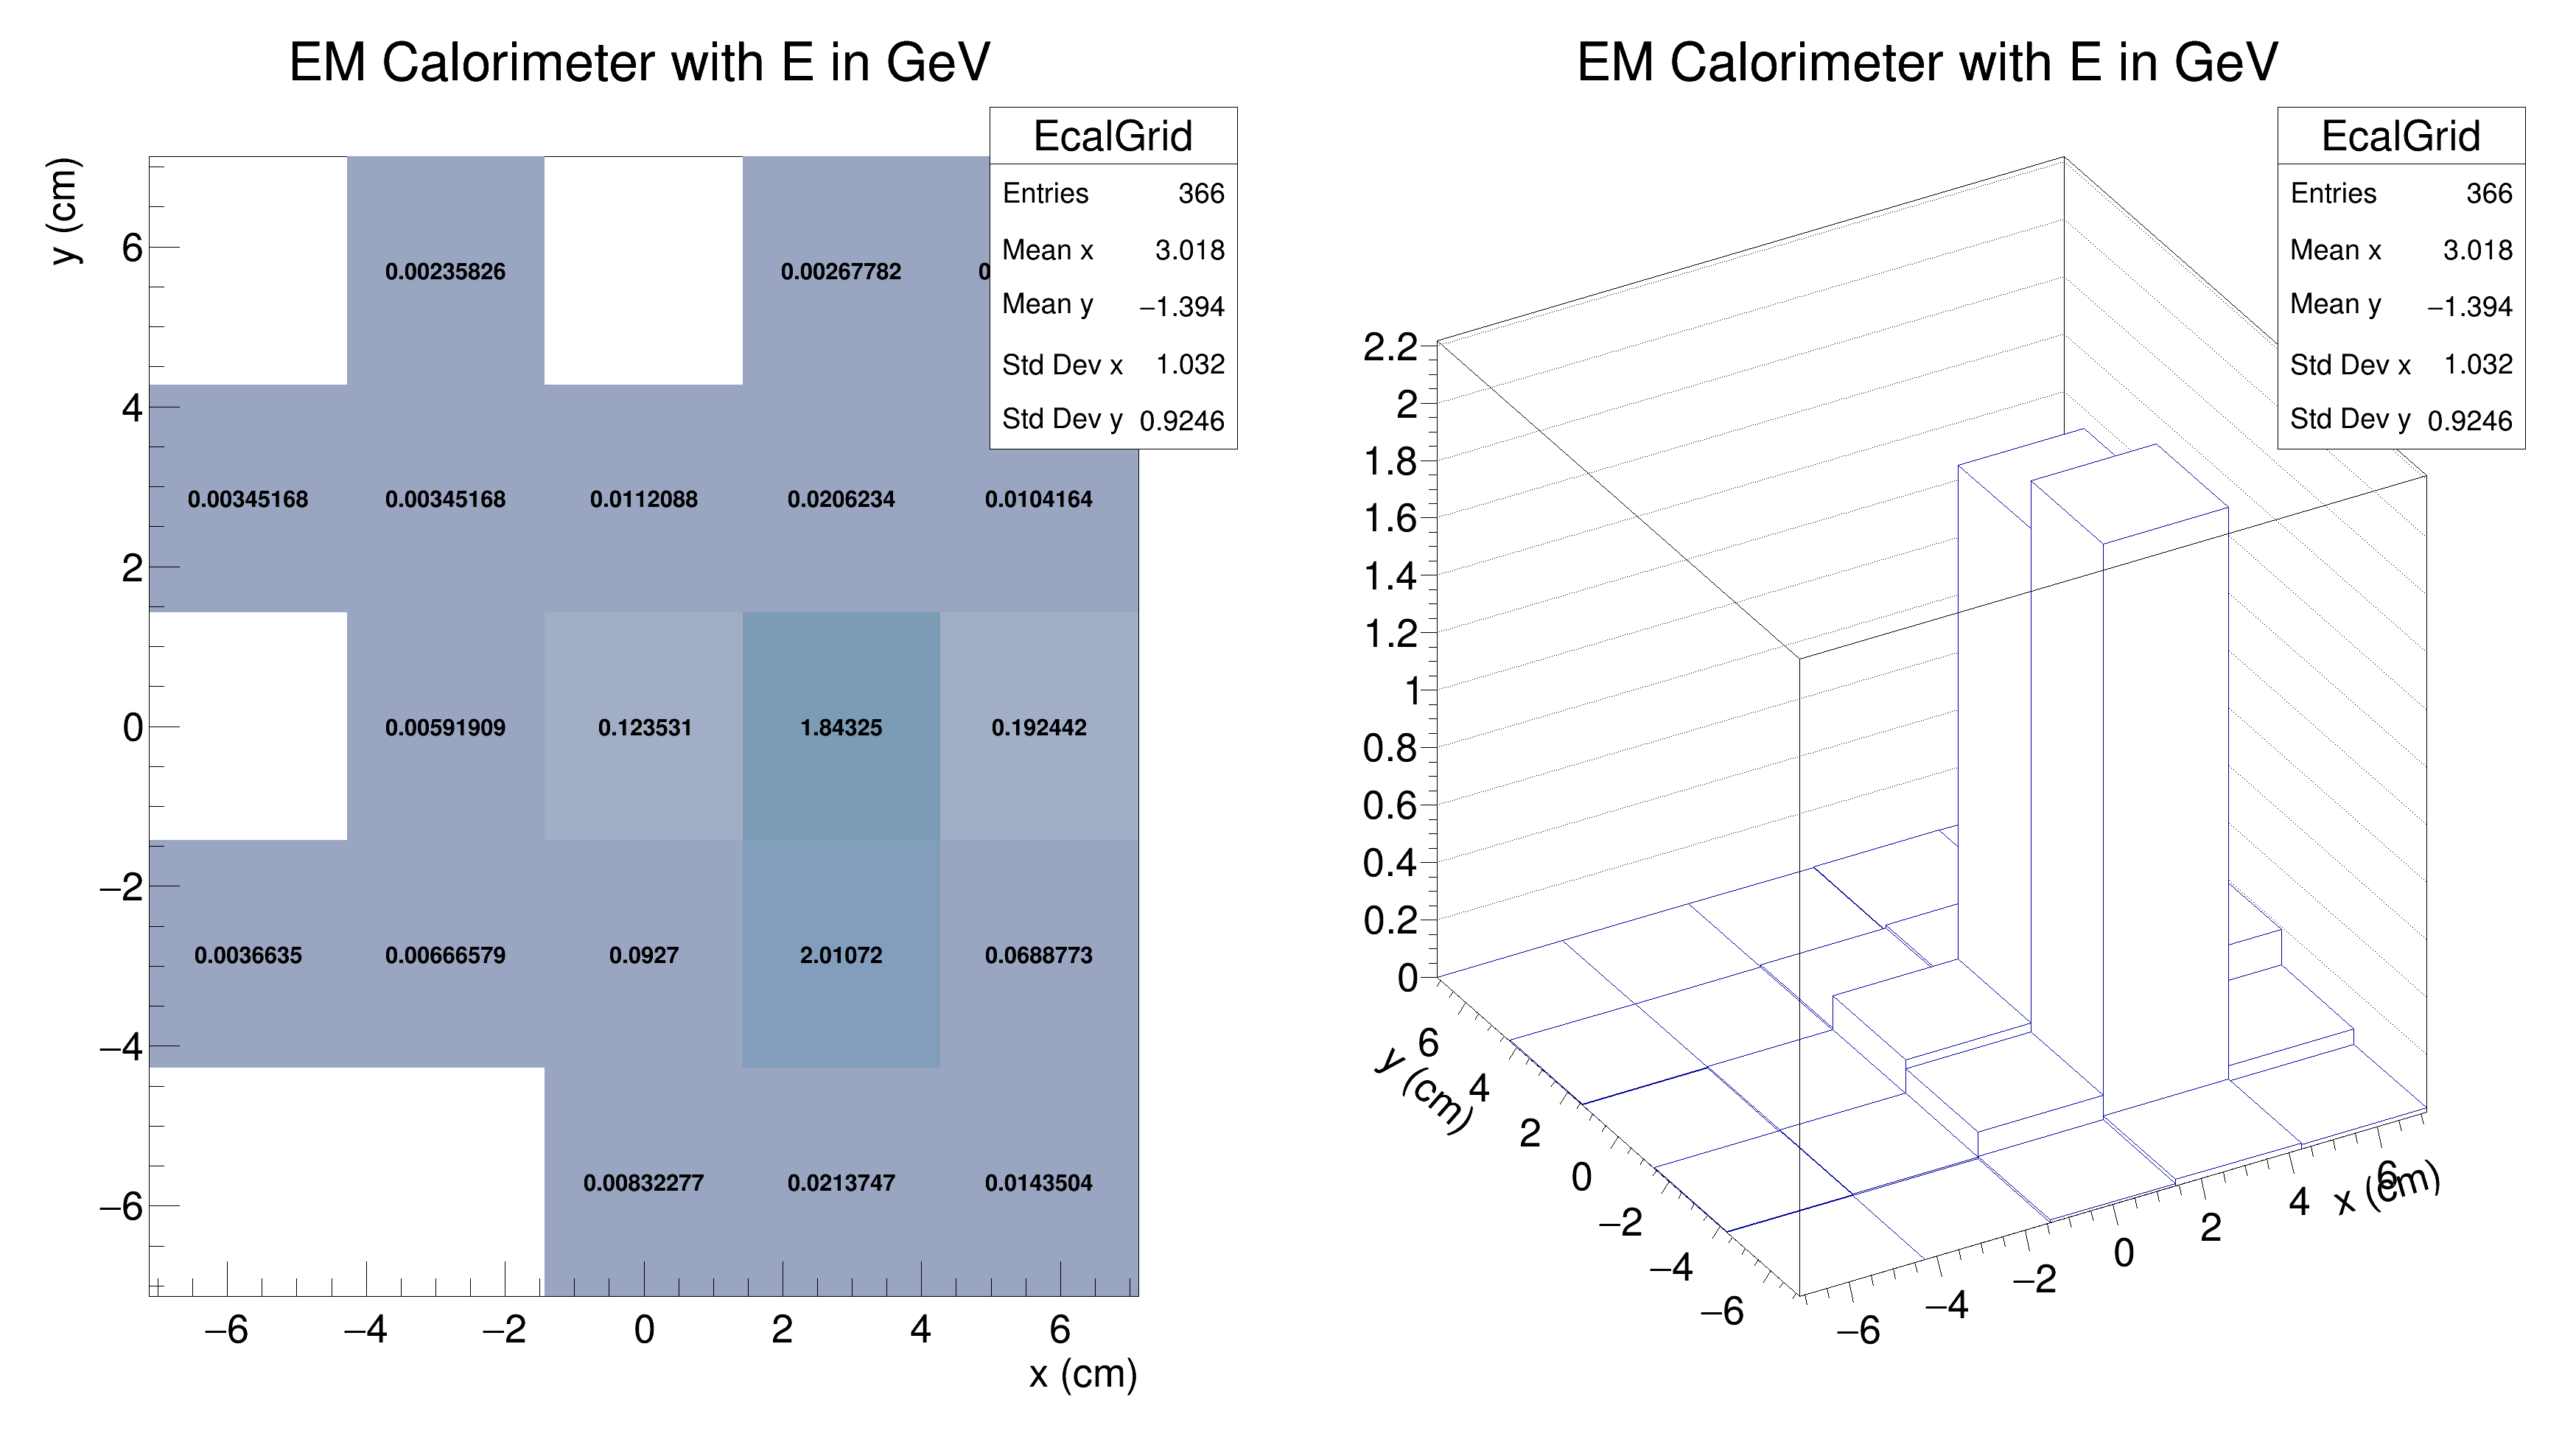 EM Calorimeter with E in GeV
EcalGrid
Entries 366
Mean x 3.018
Mean y −1.394
Std Dev x 1.032
Std Dev y 0.9246
y (cm)
6
4
2
0
−2
−4
−6
0.00235826 0.00267782 0
0.00345168 0.00345168 0.0112088 0.0206234 0.0104164
0.00591909 0.123531 1.84325 0.192442
0.0036635 0.00666579 0.0927 2.01072 0.0688773
0.00832277 0.0213747 0.0143504
−6 −4 −2 0 2 4 6
x (cm)
EM Calorimeter with E in GeV
EcalGrid
Entries 366
Mean x 3.018
Mean y −1.394
Std Dev x 1.032
Std Dev y 0.9246
2.2
2
1.8
1.6
1.4
1.2
1
0.8
0.6
0.4
0.2
0
y (cm)
6
4
2
0
−2
−4
−6
−6 −4 −2 0 2 4 6
x (cm)